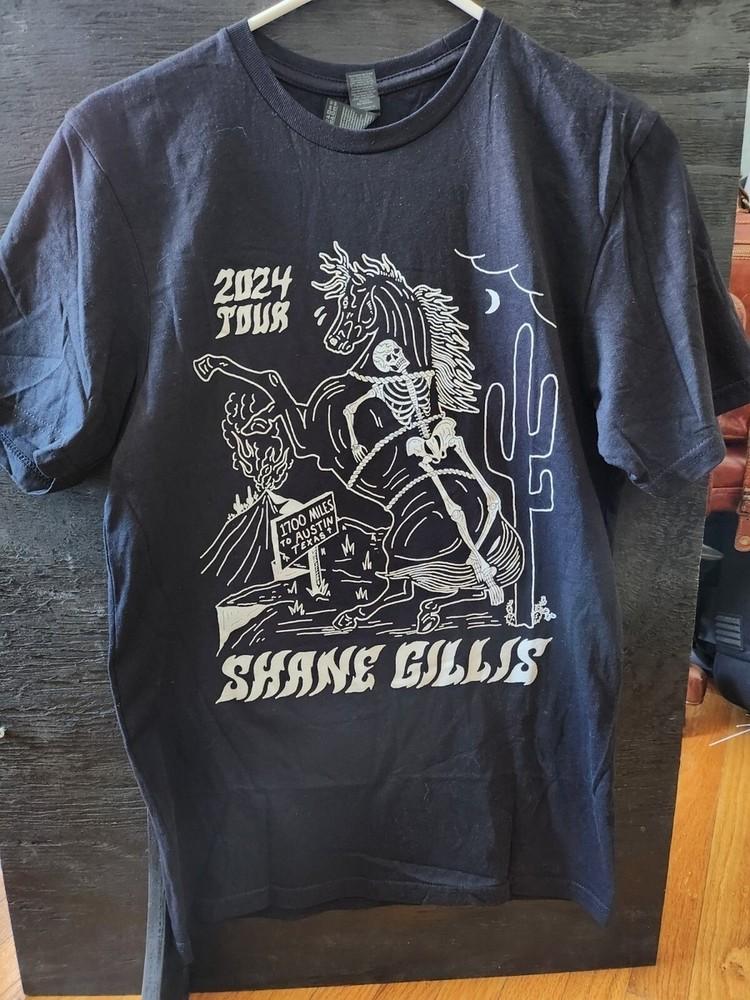 2024
TOUR
1700 MILES
TO AUSTIN
TEXAS†
SHANE GILLIS